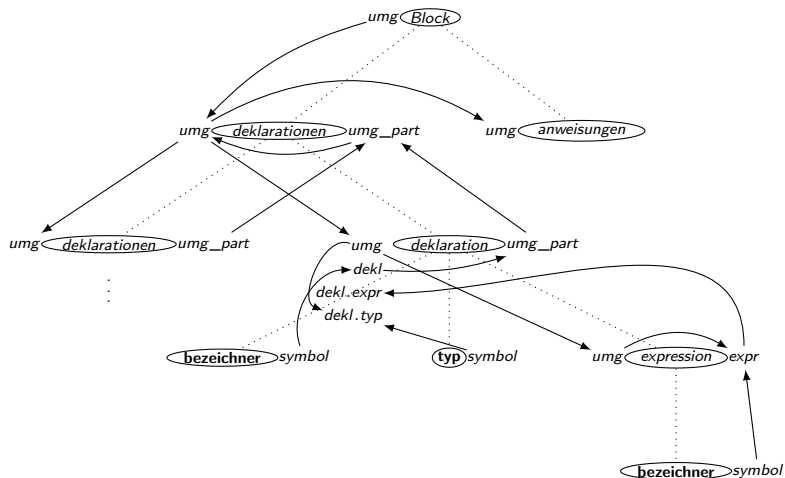 umg Block
umg deklarationen umg_part umg anweisungen
umg deklarationen umg_part umg deklaration umg_part
dekl
dekl.expr
dekl.typ
bezeichner symbol typ symbol umg expression expr
bezeichner symbol